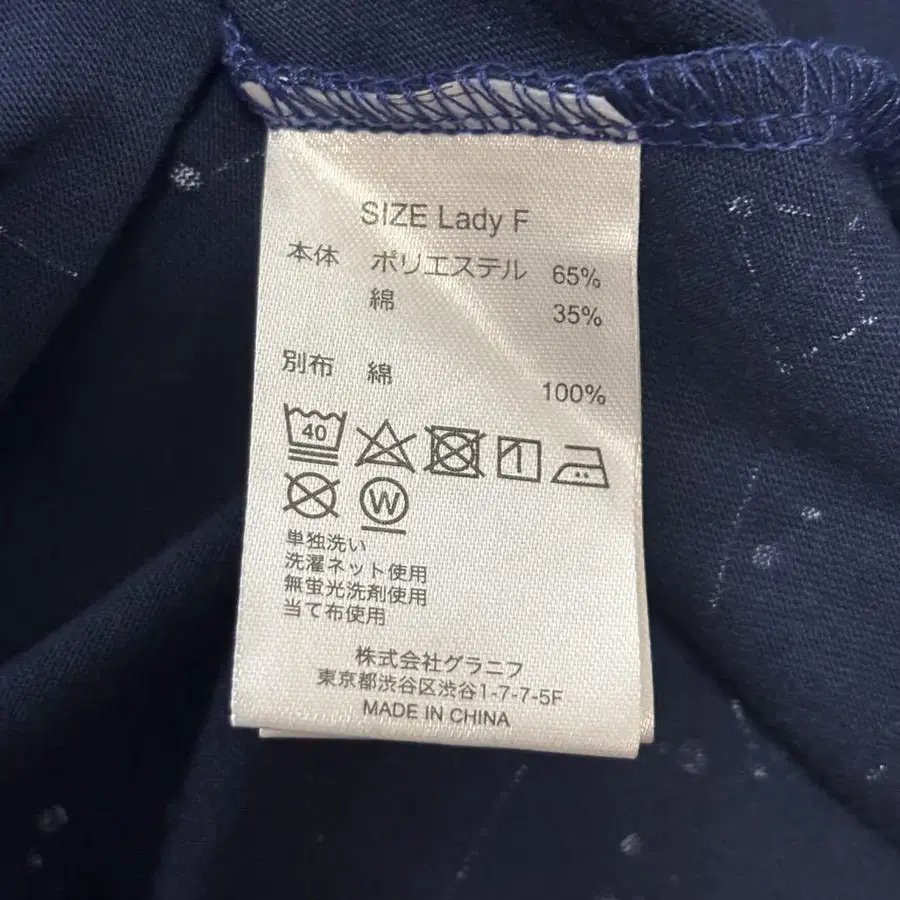 SIZE Lady F
本体 ポリエステル 65%
綿 35%
別布 綿 100%
40
W
単独洗い
洗濯ネット使用
無蛍光洗剤使用
当て布使用
株式会社グラニフ
東京都渋谷区渋谷1-7-7-5F
MADE IN CHINA